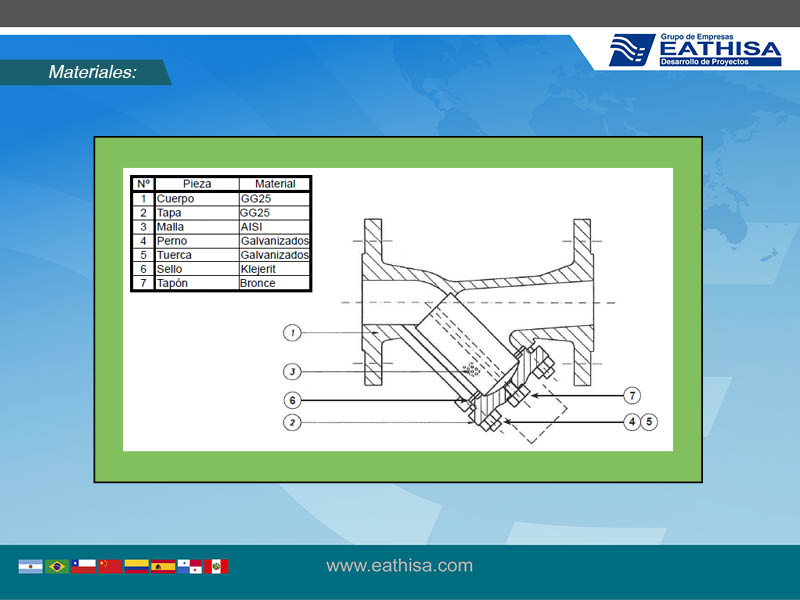 Grupo de Empresas
EATHISA
Desarrollo de Proyectos
Materiales:
Nº Pieza Material
1 Cuerpo GG25
2 Tapa GG25
3 Malla AISI
4 Perno Galvanizados
5 Tuerca Galvanizados
6 Sello Klejerit
7 Tapón Bronce
1
3
6
7
2
4 5
www.eathisa.com